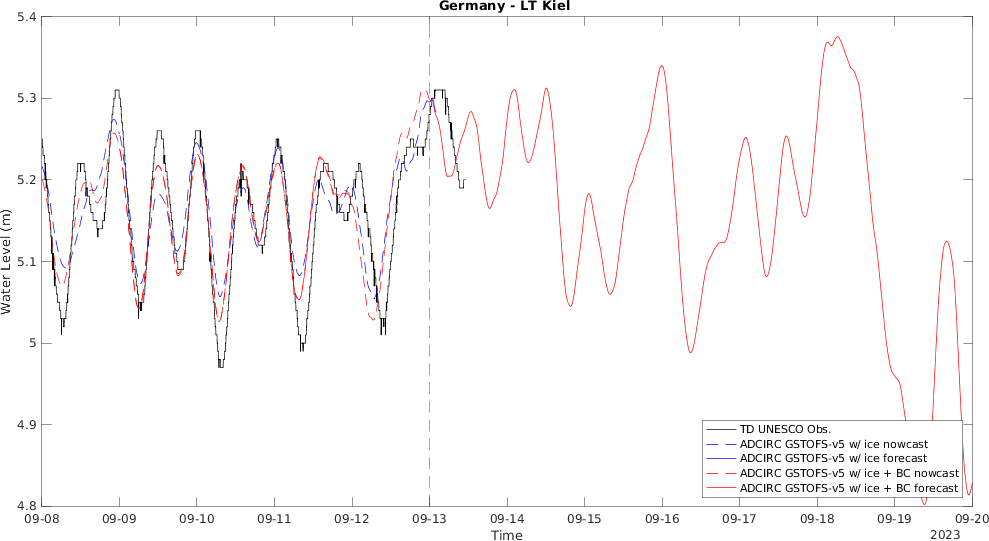 Germany - LT Kiel
5.4
5.3
5.2
5.1
5
4.9
4.8
Water Level (m)
TD UNESCO Obs.
ADCIRC GSTOFS-v5 w/ ice nowcast
ADCIRC GSTOFS-v5 w/ ice forecast
ADCIRC GSTOFS-v5 w/ ice + BC nowcast
ADCIRC GSTOFS-v5 w/ ice + BC forecast
09-08 09-09 09-10 09-11 09-12 09-13 09-14 09-15 09-16 09-17 09-18 09-19 09-20
Time
2023